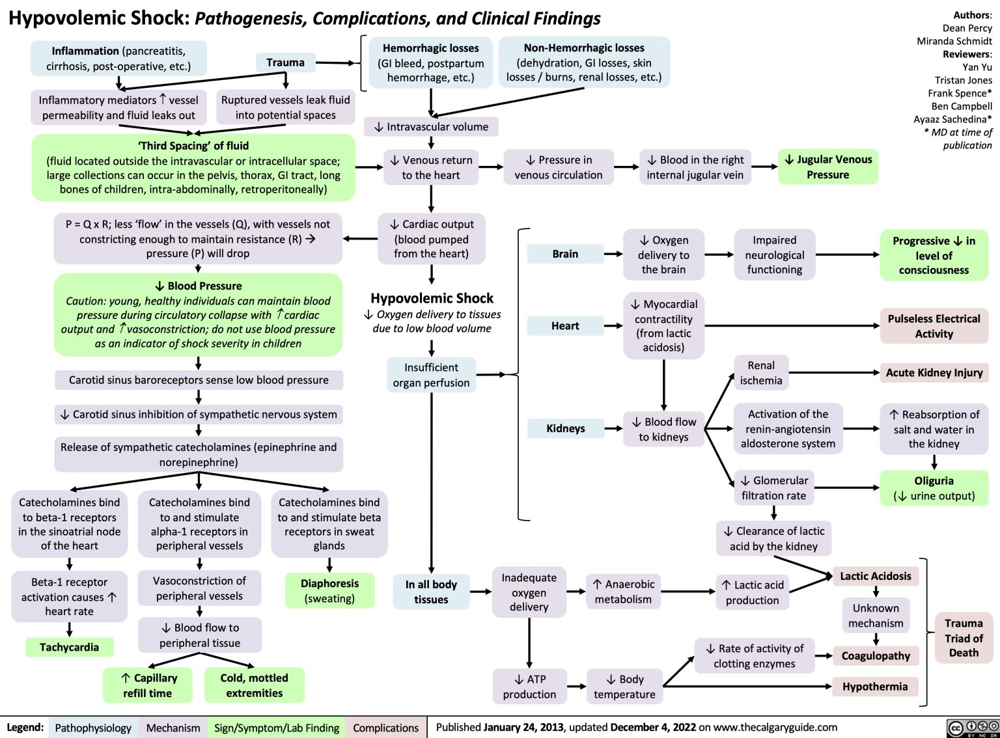 Hypovolemic Shock: Pathogenesis, Complications, and Clinical Findings
Authors:
Dean Percy
Miranda Schmidt
Reviewers:
Yan Yu
Tristan Jones
Frank Spence*
Ben Campbell
Ayaaz Sachedina*
* MD at time of
publication
Inflammation (pancreatitis,
cirrhosis, post-operative, etc.)
Trauma
Hemorrhagic losses
(GI bleed, postpartum
hemorrhage, etc.)
Non-Hemorrhagic losses
(dehydration, GI losses, skin
losses / burns, renal losses, etc.)
Inflammatory mediators ↑ vessel
permeability and fluid leaks out
Ruptured vessels leak fluid
into potential spaces
↓ Intravascular volume
‘Third Spacing’ of fluid
(fluid located outside the intravascular or intracellular space;
large collections can occur in the pelvis, thorax, GI tract, long
bones of children, intra-abdominally, retroperitoneally)
↓ Venous return
to the heart
↓ Pressure in
venous circulation
↓ Blood in the right
internal jugular vein
↓ Jugular Venous
Pressure
P = Q x R; less ‘flow’ in the vessels (Q), with vessels not
constricting enough to maintain resistance (R) →
pressure (P) will drop
↓ Cardiac output
(blood pumped
from the heart)
↓ Blood Pressure
Caution: young, healthy individuals can maintain blood
pressure during circulatory collapse with ↑ cardiac
output and ↑ vasoconstriction; do not use blood pressure
as an indicator of shock severity in children
Hypovolemic Shock
↓ Oxygen delivery to tissues
due to low blood volume
Insufficient
organ perfusion
Brain
↓ Oxygen
delivery to
the brain
Impaired
neurological
functioning
Progressive ↓ in
level of
consciousness
Heart
↓ Myocardial
contractility
(from lactic
acidosis)
Pulseless Electrical
Activity
Kidneys
↓ Blood flow
to kidneys
Renal
ischemia
Acute Kidney Injury
Activation of the
renin-angiotensin
aldosterone system
↑ Reabsorption of
salt and water in
the kidney
↓ Glomerular
filtration rate
Oliguria
(↓ urine output)
↓ Clearance of lactic
acid by the kidney
Carotid sinus baroreceptors sense low blood pressure
↓ Carotid sinus inhibition of sympathetic nervous system
Release of sympathetic catecholamines (epinephrine and
norepinephrine)
Catecholamines bind
to beta-1 receptors
in the sinoatrial node
of the heart
Catecholamines bind
to and stimulate
alpha-1 receptors in
peripheral vessels
Catecholamines bind
to and stimulate beta
receptors in sweat
glands
Beta-1 receptor
activation causes ↑
heart rate
Vasoconstriction of
peripheral vessels
Diaphoresis
(sweating)
Tachycardia
↓ Blood flow to
peripheral tissue
↑ Capillary
refill time
Cold, mottled
extremities
In all body
tissues
Inadequate
oxygen
delivery
↑ Anaerobic
metabolism
↑ Lactic acid
production
Lactic Acidosis
Unknown
mechanism
↓ Rate of activity of
clotting enzymes
Coagulopathy
↓ ATP
production
↓ Body
temperature
Hypothermia
Trauma
Triad of
Death
Legend: Pathophysiology Mechanism Sign/Symptom/Lab Finding Complications
Published January 24, 2013, updated December 4, 2022 on www.thecalgaryguide.com
cc BY NC SA